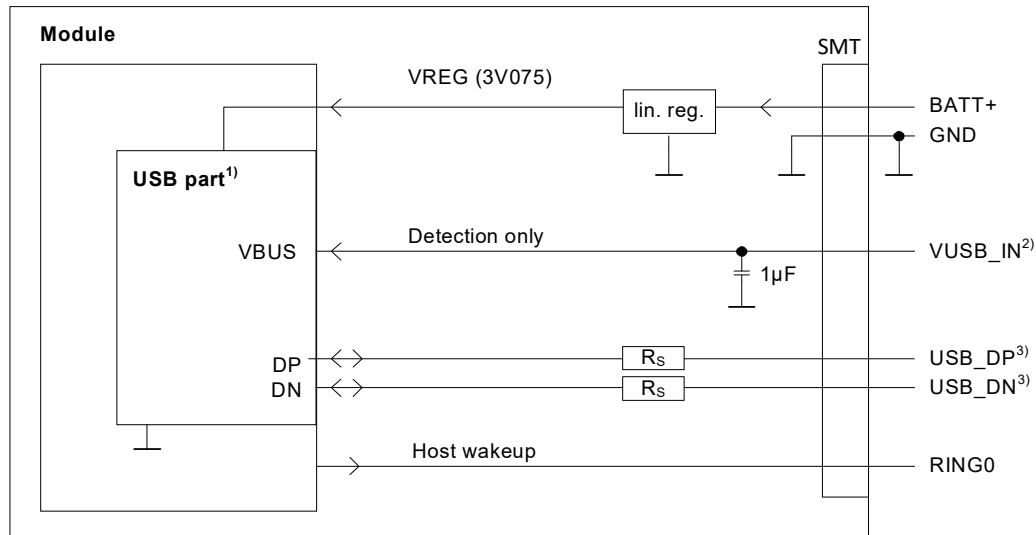 Module
SMT
VREG (3V075)
lin. reg.
BATT+
GND
USB part1)
VBUS
Detection only
VUSB_IN2)
1µF
DP
RS
USB_DP3)
DN
RS
USB_DN3)
Host wakeup
RING0